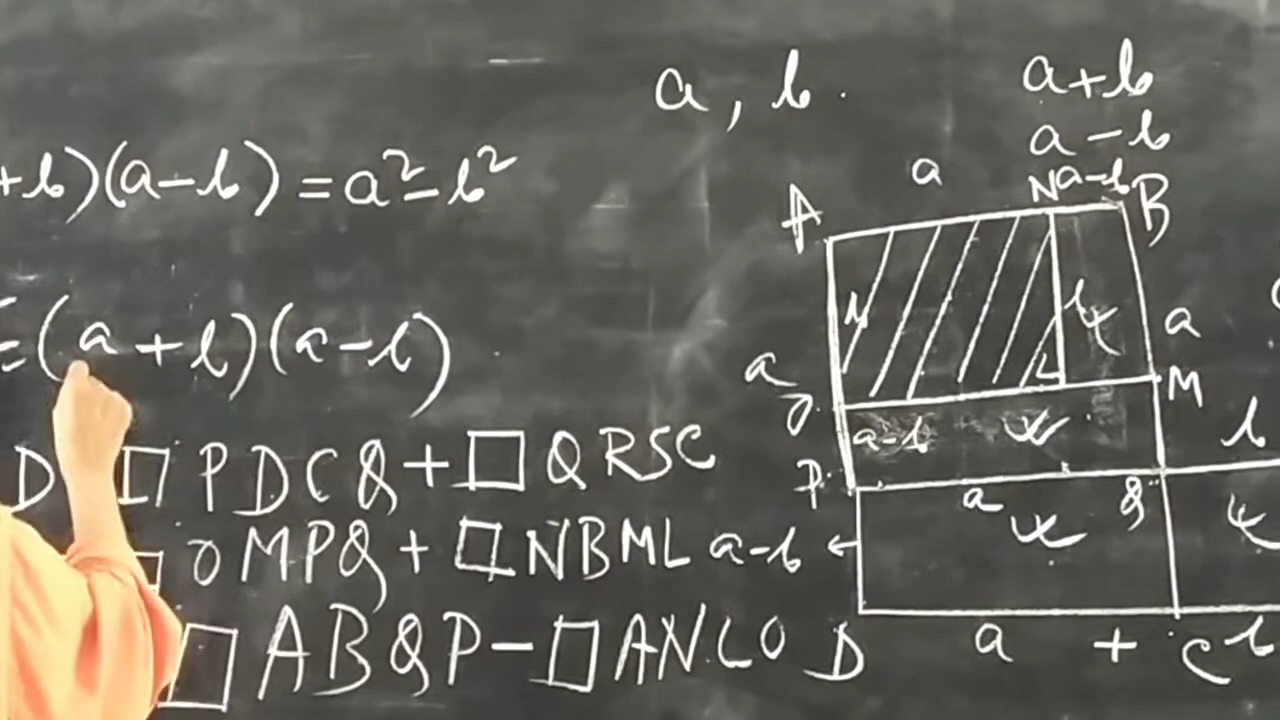 a, b.
a+b
a-b
+b)(a-b)=a²-b²
=(a+b)(a-b)
D □ PDCQ+□QRSC
□ OMPQ+□NBML
□ABQP-□ANLO
a
N a-b B
A
b
a
a
L
M
O
a-b
b
P
a
Q
a-b ←
D a + C b